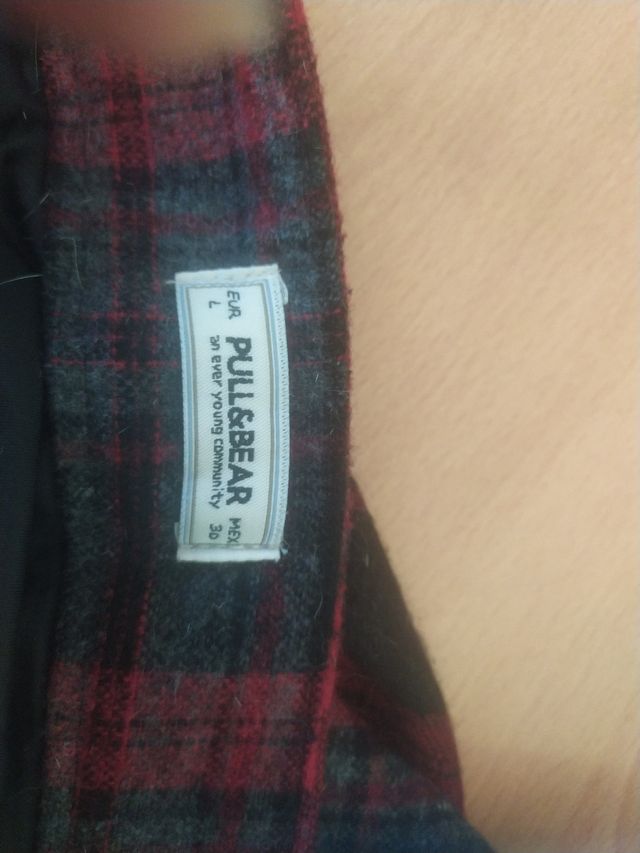 EUR L
PULL&BEAR
an ever young community
MEX 30